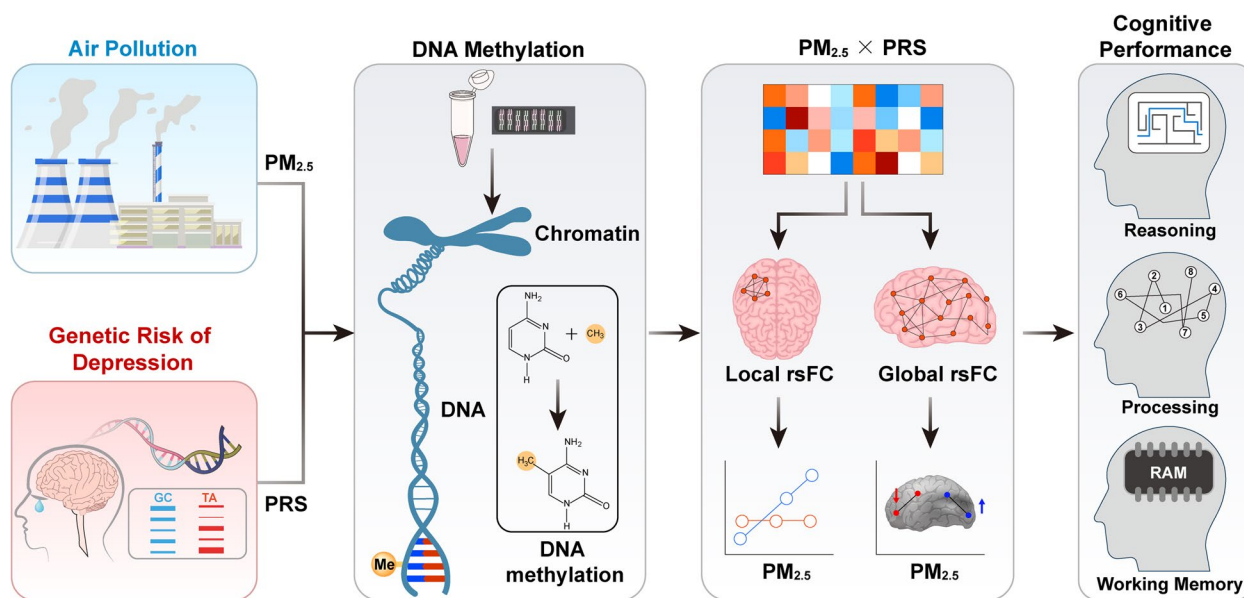 Air Pollution
PM2.5
Genetic Risk of
Depression
GC TA
PRS
DNA Methylation
Chromatin
NH2
N
N
O
H
+
CH3
DNA
NH2
H3C
N
N
O
H
Me
DNA
methylation
PM2.5 × PRS
Local rsFC
Global rsFC
PM2.5
PM2.5
Cognitive
Performance
Reasoning
2
8
6
4
1
5
3
7
Processing
RAM
Working Memory